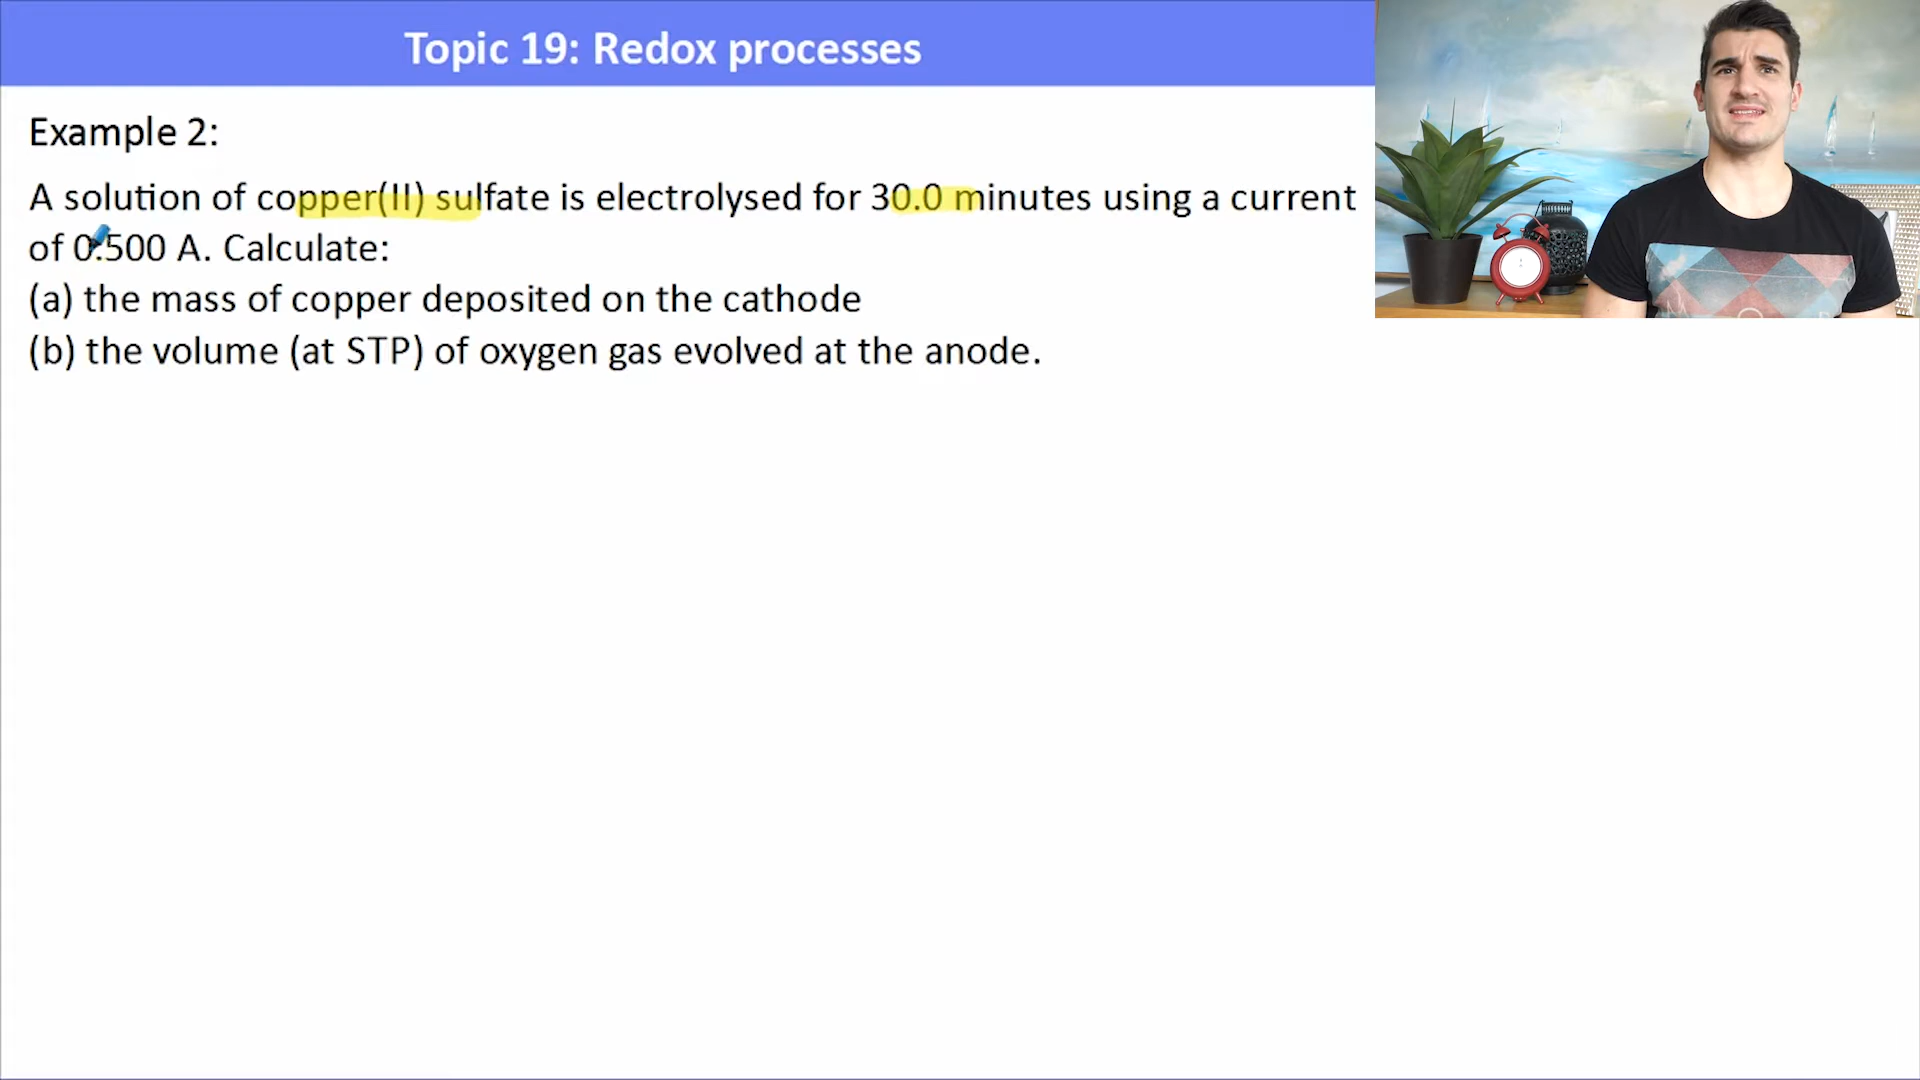 Topic 19: Redox processes
Example 2:
A solution of copper(II) sulfate is electrolysed for 30.0 minutes using a current
of 0.500 A. Calculate:
(a) the mass of copper deposited on the cathode
(b) the volume (at STP) of oxygen gas evolved at the anode.